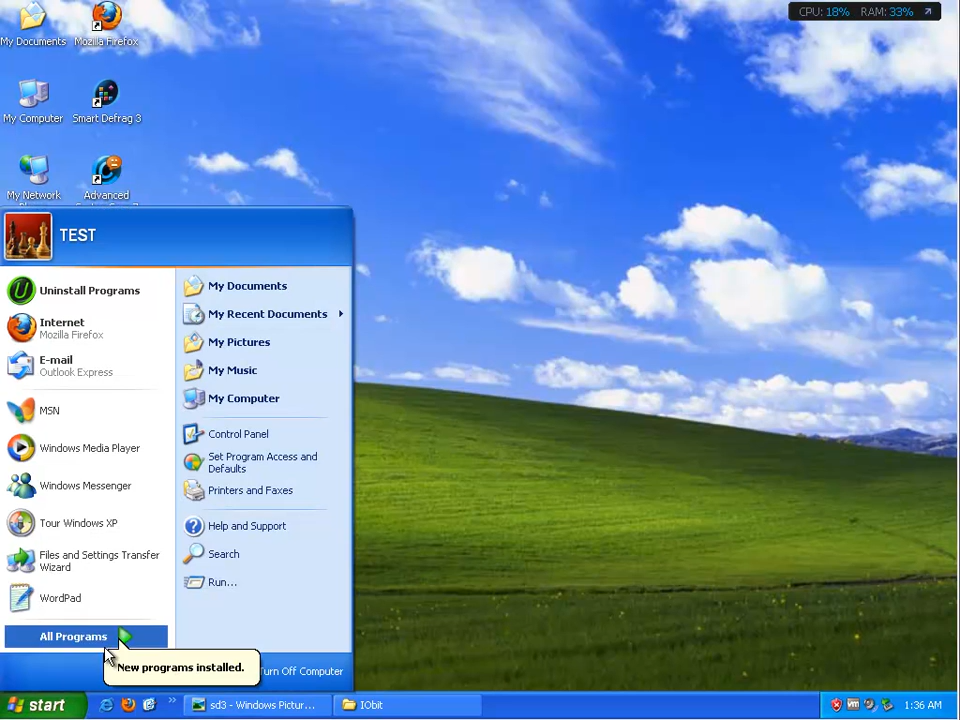 CPU: 18% RAM: 33%
My Documents
Mozilla Firefox
My Computer
Smart Defrag 3
My Network
Advanced
TEST
Uninstall Programs
Internet
Mozilla Firefox
E-mail
Outlook Express
MSN
Windows Media Player
Windows Messenger
Tour Windows XP
Files and Settings Transfer
Wizard
WordPad
All Programs
My Documents
My Recent Documents
My Pictures
My Music
My Computer
Control Panel
Set Program Access and
Defaults
Printers and Faxes
Help and Support
Search
Run...
New programs installed.
Turn Off Computer
start
sd3 - Windows Pictur...
IObit
1:36 AM